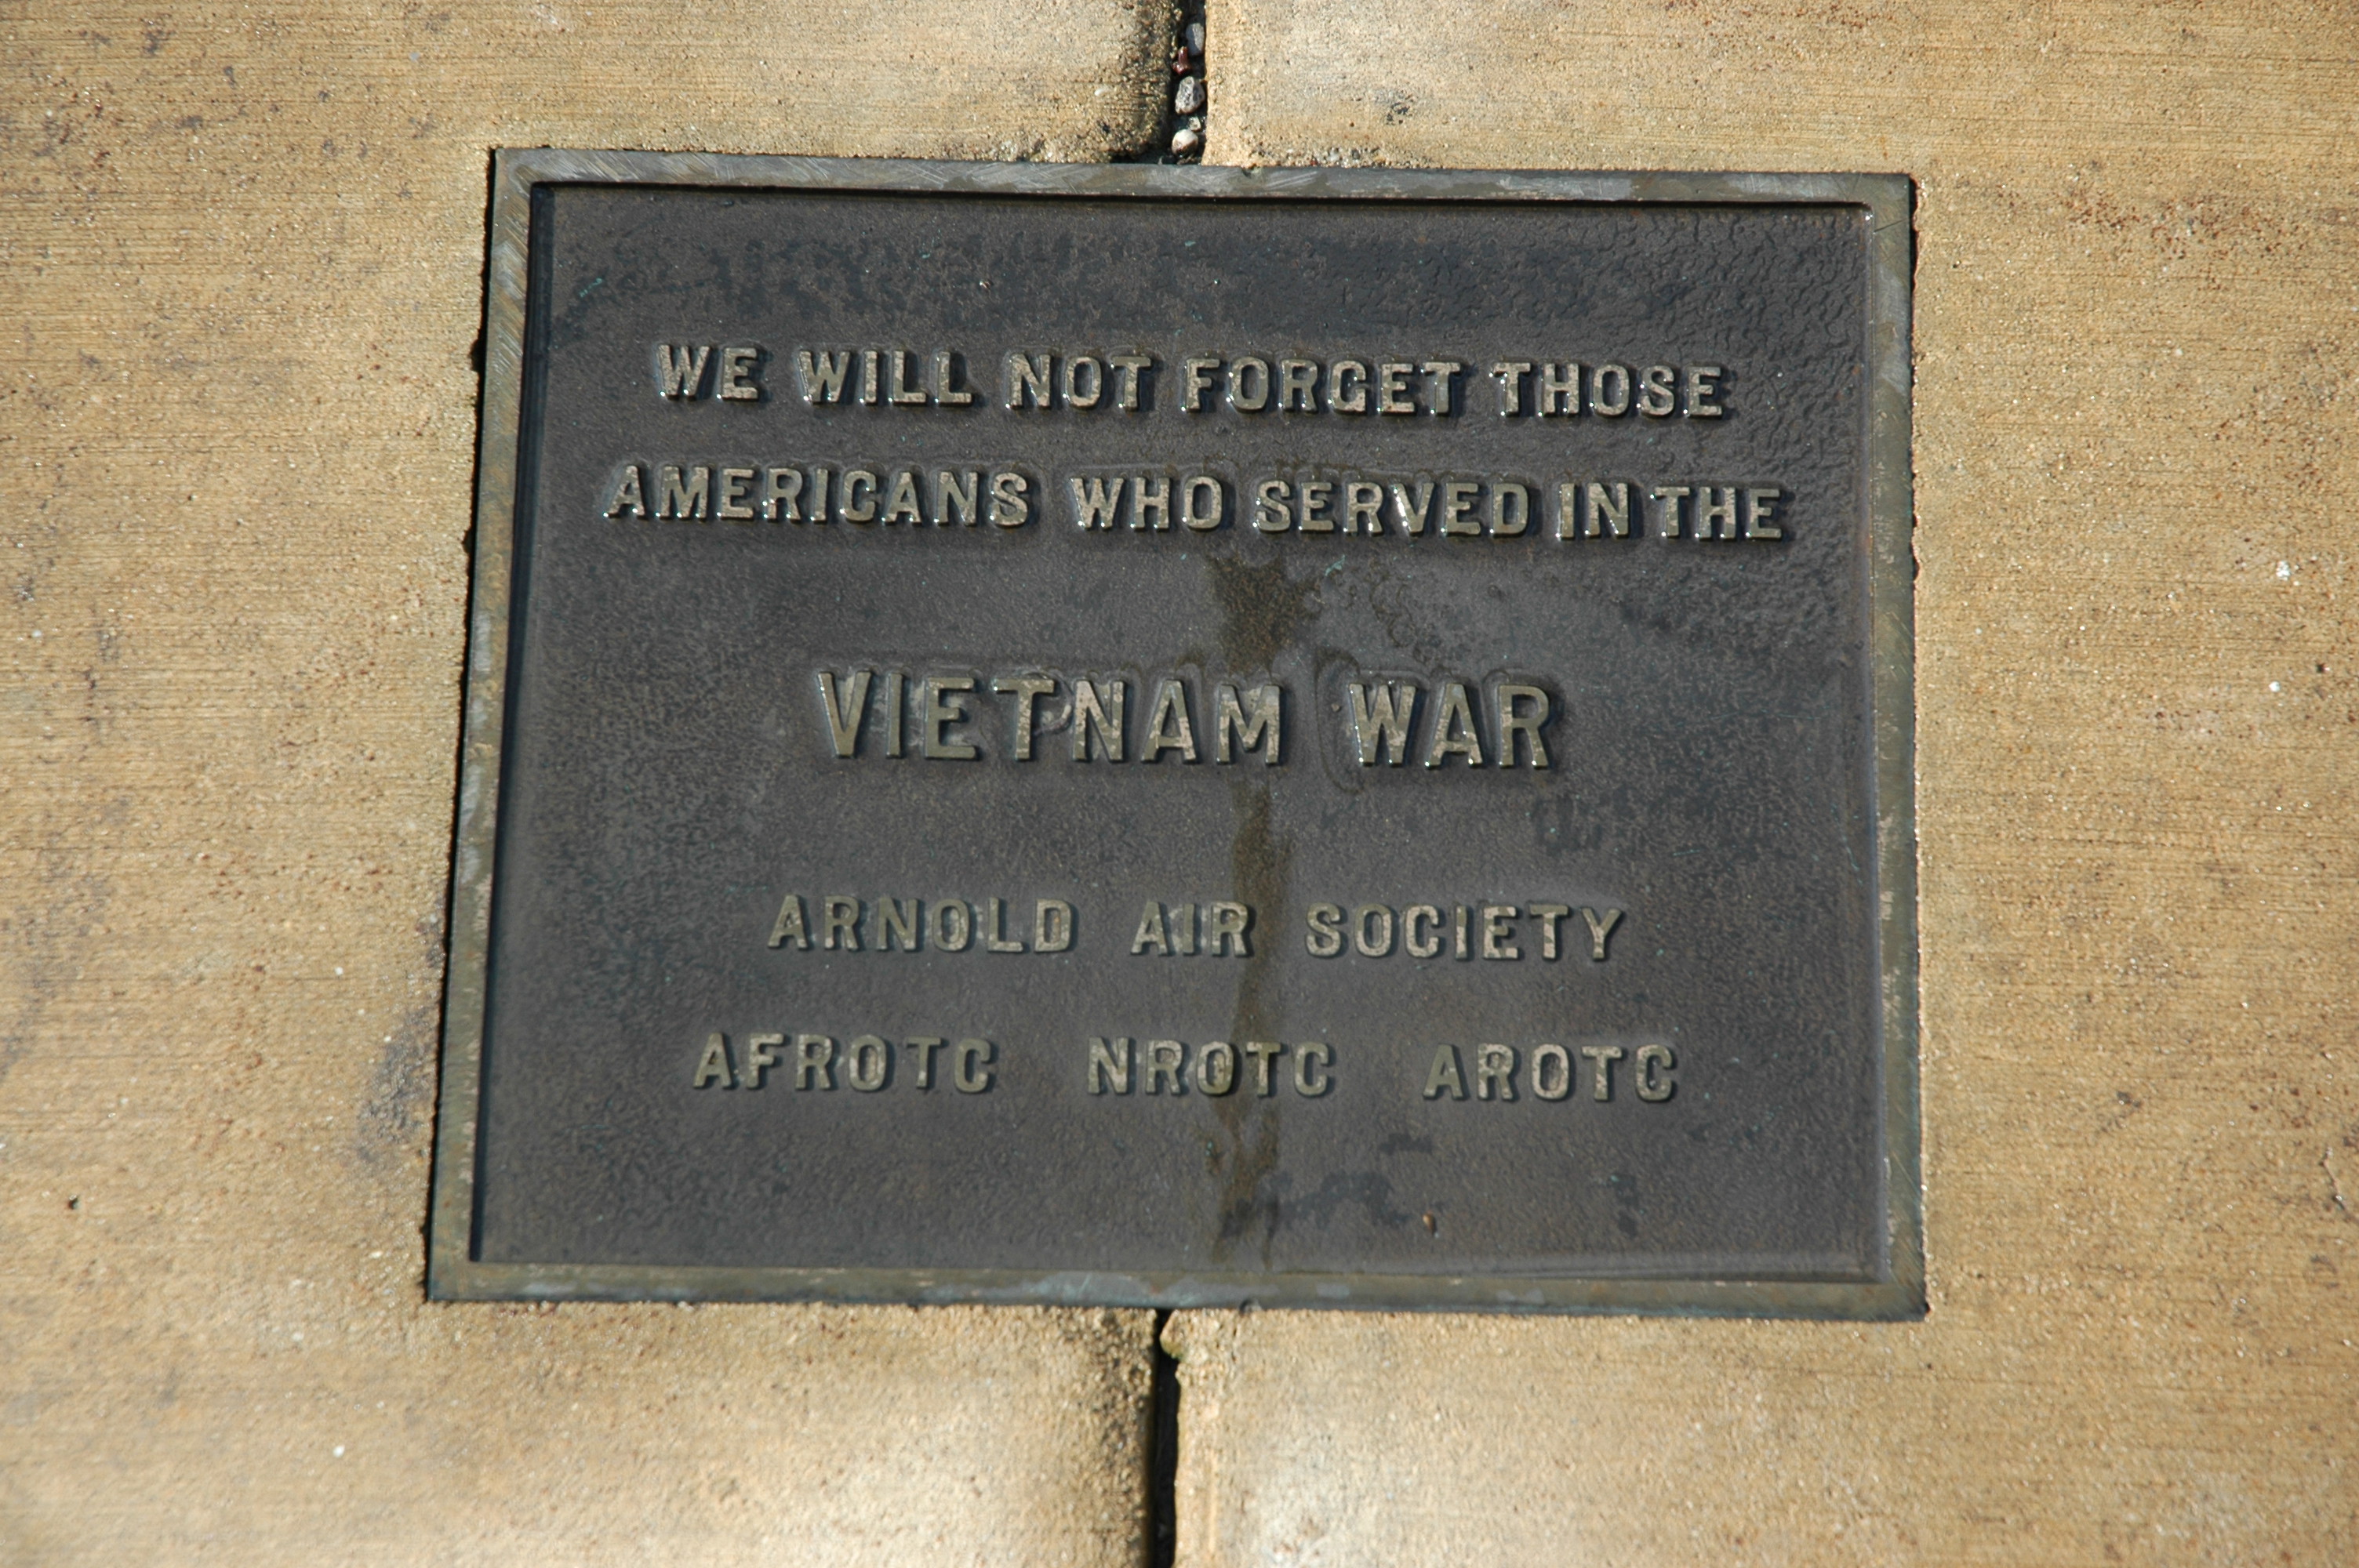 WE WILL NOT FORGET THOSE
AMERICANS WHO SERVED IN THE
VIETNAM WAR
ARNOLD AIR SOCIETY
AFROTC NROTC AROTC